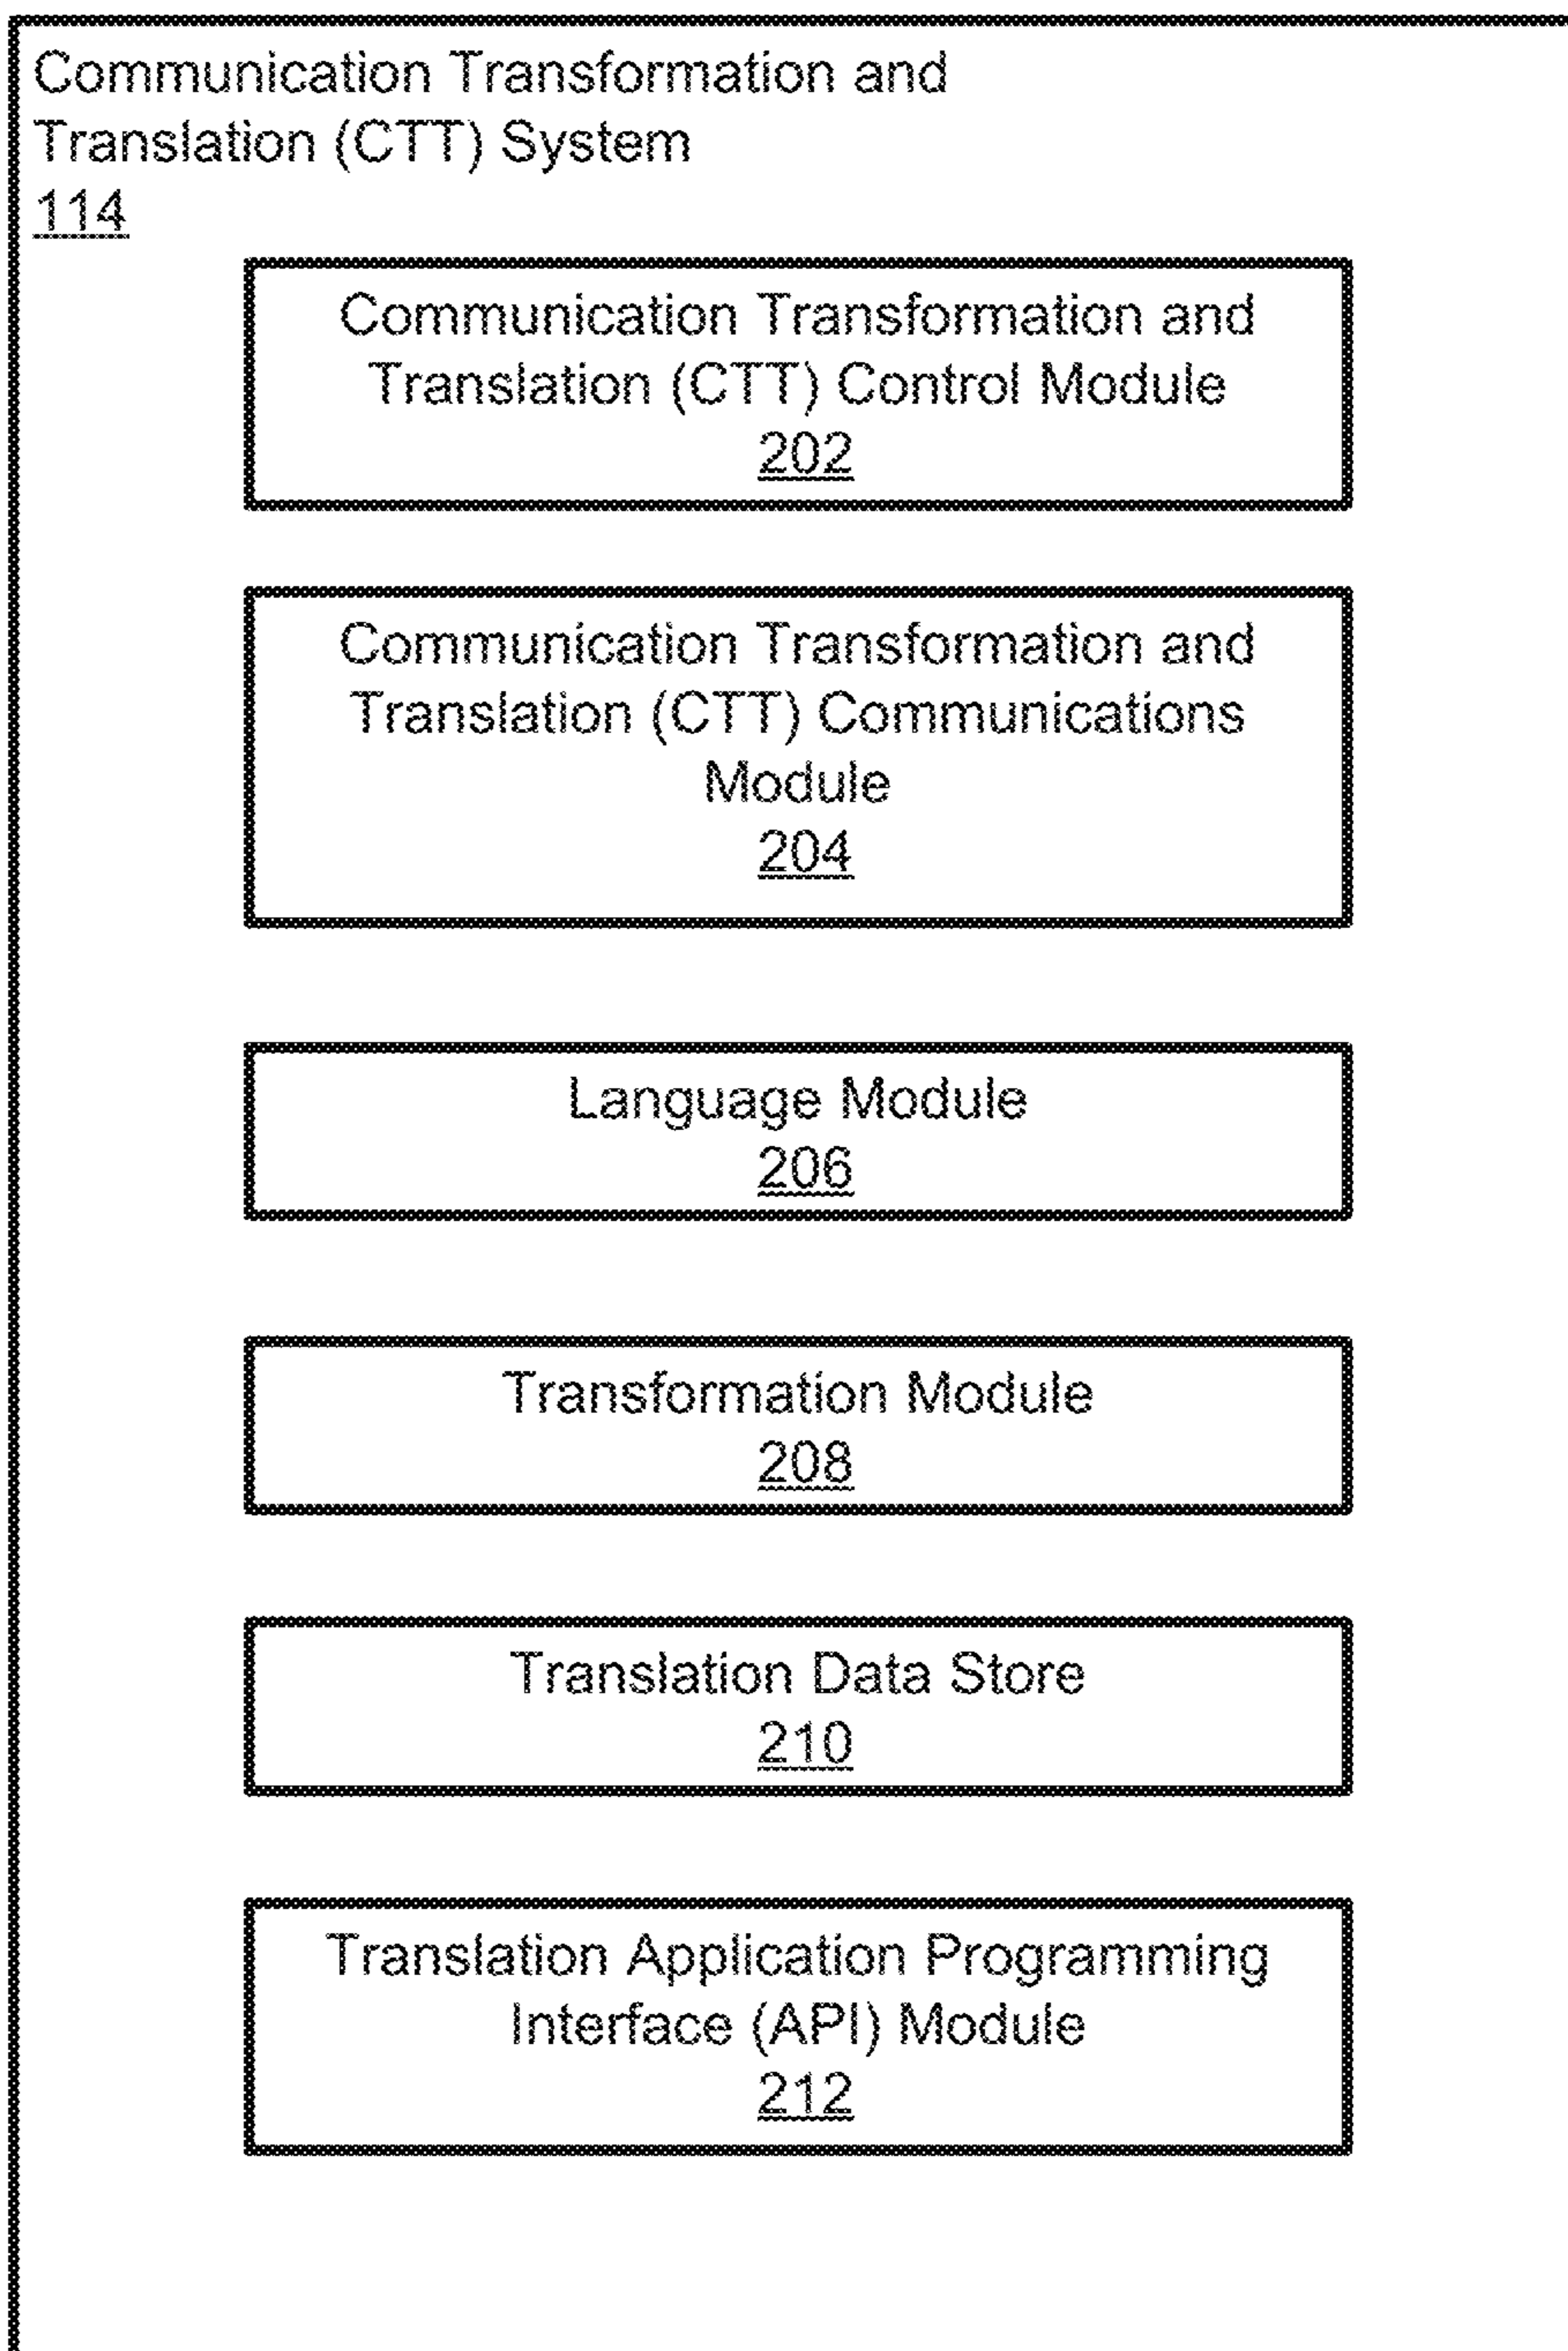 Communication Transformation and
Translation (CTT) System
114
Communication Transformation and
Translation (CTT) Control Module
202
Communication Transformation and
Translation (CTT) Communications
Module
204
Language Module
206
Transformation Module
208
Translation Data Store
210
Translation Application Programming
Interface (API) Module
212